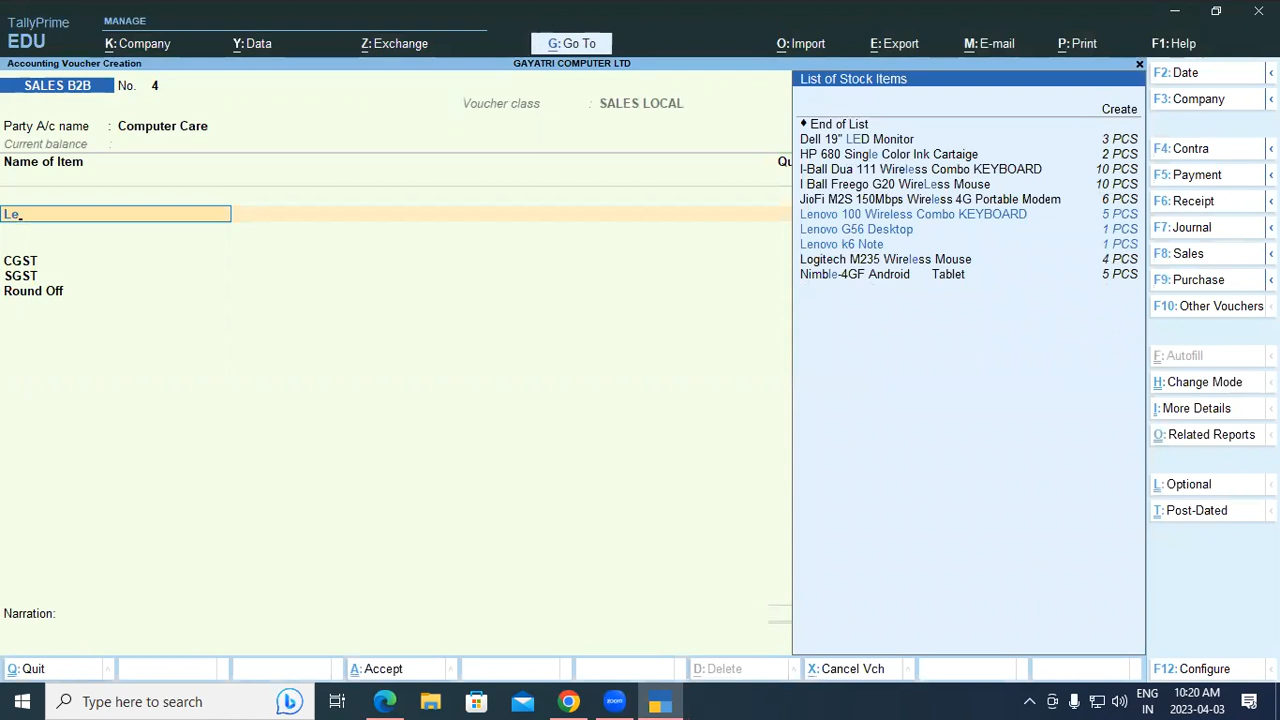 TallyPrime
EDU
MANAGE
K: Company
Y: Data
Z: Exchange
G: Go To
O: Import
E: Export
M: E-mail
P: Print
F1: Help
Accounting Voucher Creation
GAYATRI COMPUTER LTD
SALES B2B No. 4
Voucher class : SALES LOCAL
Party A/c name : Computer Care
Current balance :
Name of Item
Qu
Le
CGST
SGST
Round Off
Narration:
List of Stock Items
Create
♦ End of List
Dell 19" LED Monitor 3 PCS
HP 680 Single Color Ink Cartaige 2 PCS
I-Ball Dua 111 Wireless Combo KEYBOARD 10 PCS
I Ball Freego G20 WireLess Mouse 10 PCS
JioFi M2S 150Mbps Wireless 4G Portable Modem 6 PCS
Lenovo 100 Wireless Combo KEYBOARD 5 PCS
Lenovo G56 Desktop 1 PCS
Lenovo k6 Note 1 PCS
Logitech M235 Wireless Mouse 4 PCS
Nimble-4GF Android Tablet 5 PCS
F2: Date
F3: Company
F4: Contra
F5: Payment
F6: Receipt
F7: Journal
F8: Sales
F9: Purchase
F10: Other Vouchers
F: Autofill
H: Change Mode
I: More Details
O: Related Reports
L: Optional
T: Post-Dated
Q: Quit
A: Accept
D: Delete
X: Cancel Vch
F12: Configure
Type here to search
zoom
ENG
IN
10:20 AM
2023-04-03